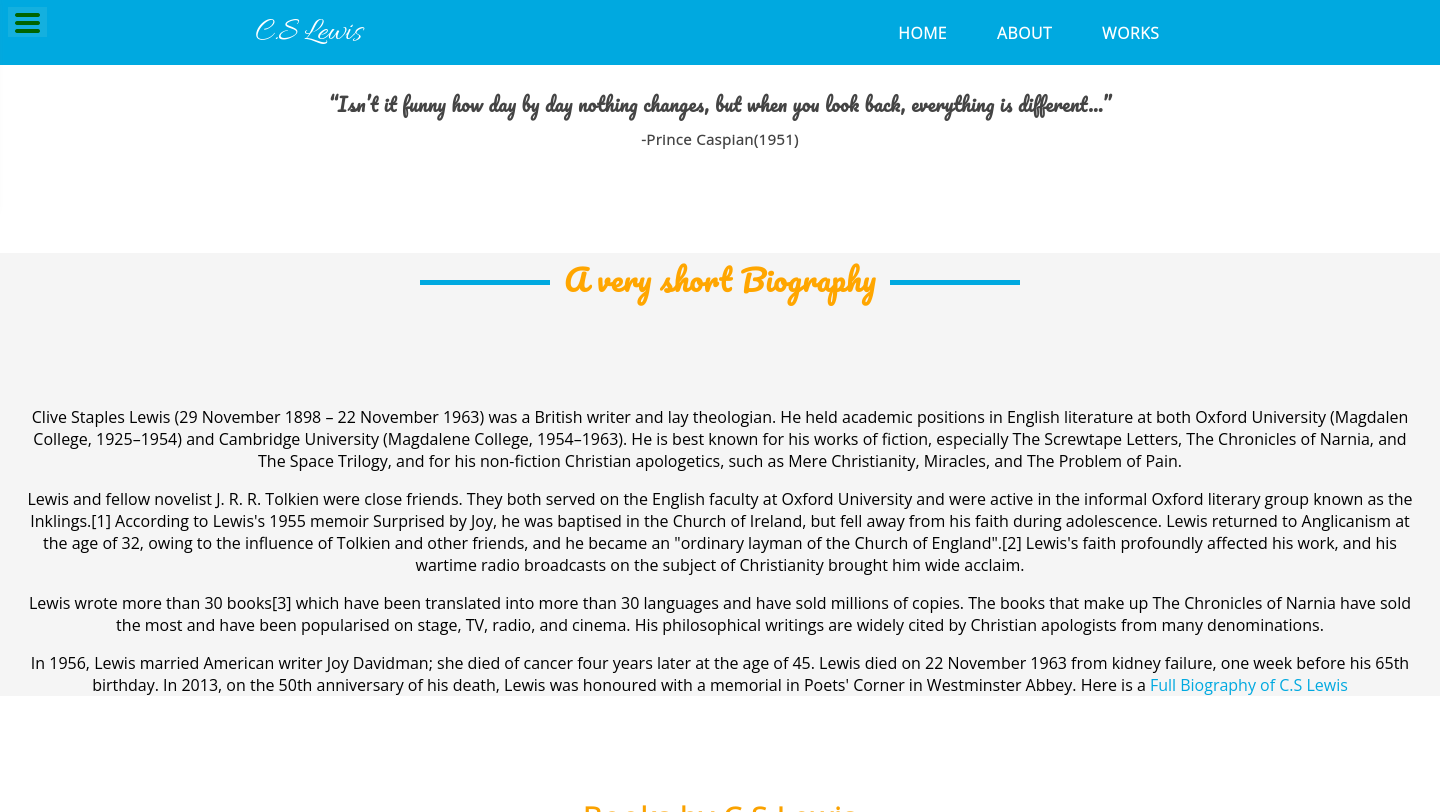 C.S Lewis
HOME ABOUT WORKS
“Isn’t it funny how day by day nothing changes, but when you look back, everything is different…”
-Prince Caspian(1951)
A very short Biography
Clive Staples Lewis (29 November 1898 – 22 November 1963) was a British writer and lay theologian. He held academic positions in English literature at both Oxford University (Magdalen
College, 1925–1954) and Cambridge University (Magdalene College, 1954–1963). He is best known for his works of fiction, especially The Screwtape Letters, The Chronicles of Narnia, and
The Space Trilogy, and for his non-fiction Christian apologetics, such as Mere Christianity, Miracles, and The Problem of Pain.
Lewis and fellow novelist J. R. R. Tolkien were close friends. They both served on the English faculty at Oxford University and were active in the informal Oxford literary group known as the
Inklings.[1] According to Lewis's 1955 memoir Surprised by Joy, he was baptised in the Church of Ireland, but fell away from his faith during adolescence. Lewis returned to Anglicanism at
the age of 32, owing to the influence of Tolkien and other friends, and he became an "ordinary layman of the Church of England".[2] Lewis's faith profoundly affected his work, and his
wartime radio broadcasts on the subject of Christianity brought him wide acclaim.
Lewis wrote more than 30 books[3] which have been translated into more than 30 languages and have sold millions of copies. The books that make up The Chronicles of Narnia have sold
the most and have been popularised on stage, TV, radio, and cinema. His philosophical writings are widely cited by Christian apologists from many denominations.
In 1956, Lewis married American writer Joy Davidman; she died of cancer four years later at the age of 45. Lewis died on 22 November 1963 from kidney failure, one week before his 65th
birthday. In 2013, on the 50th anniversary of his death, Lewis was honoured with a memorial in Poets' Corner in Westminster Abbey. Here is a Full Biography of C.S Lewis
Books by C.S Lewis